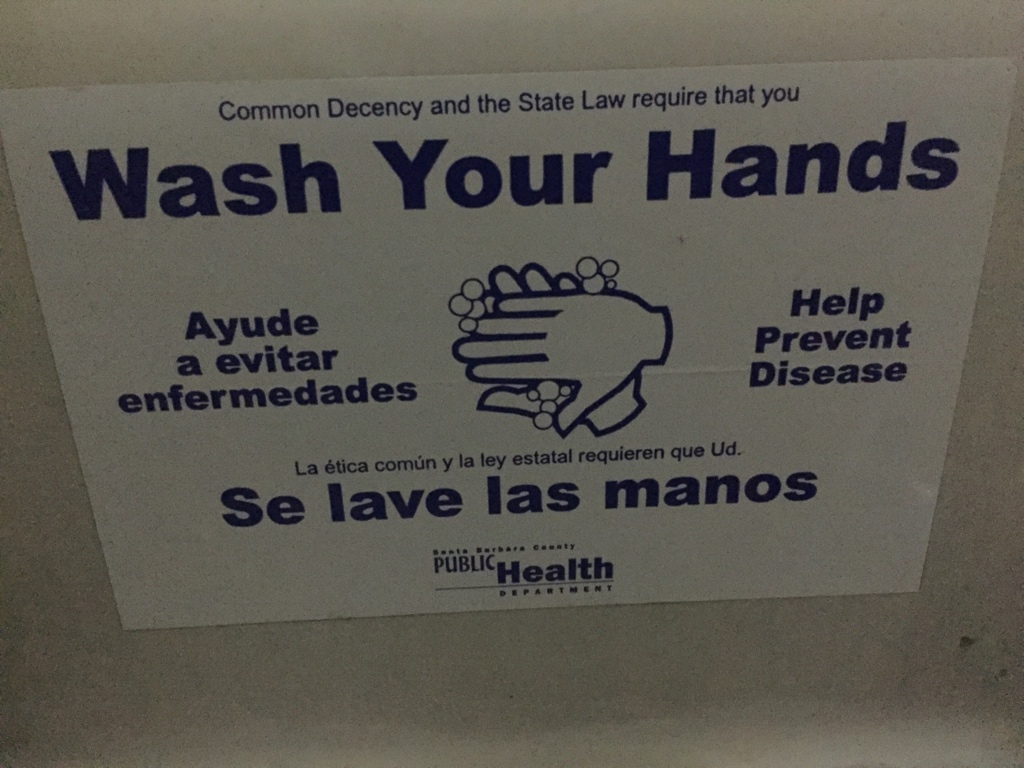 Common Decency and the State Law require that you
Wash Your Hands
Ayude
a evitar
enfermedades
Help
Prevent
Disease
La ética común y la ley estatal requieren que Ud.
Se lave las manos
Santa Barbara County
PUBLIC Health
DEPARTMENT